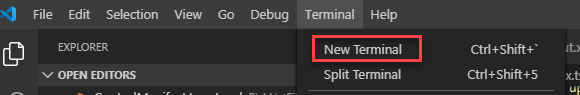 File Edit Selection View Go Debug Terminal Help
EXPLORER
New Terminal Ctrl+Shift+`
OPEN EDITORS
Split Terminal Ctrl+Shift+5